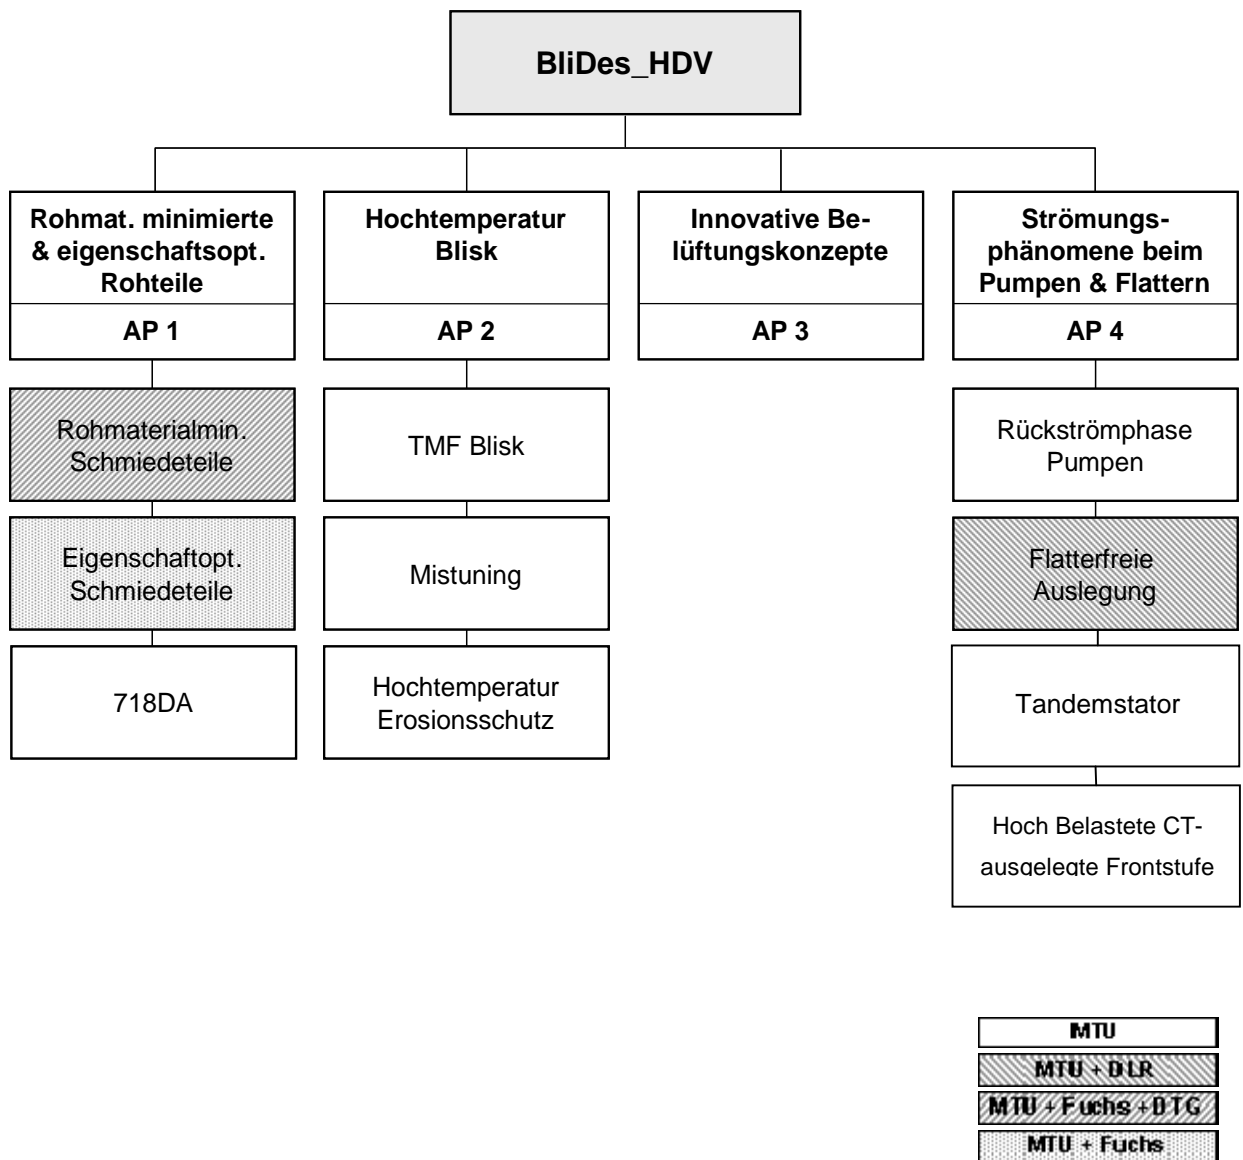 BliDes_HDV
Rohmat. minimierte
& eigenschaftsopt.
Rohteile
AP 1
Hochtemperatur
Blisk
AP 2
Innovative Be-
lüftungskonzepte
AP 3
Strömungs-
phänomene beim
Pumpen & Flattern
AP 4
Rohmaterialmin.
Schmiedeteile
Eigenschaftopt.
Schmiedeteile
718DA
TMF Blisk
Mistuning
Hochtemperatur
Erosionsschutz
Rückströmphase
Pumpen
Flatterfreie
Auslegung
Tandemstator
Hoch Belastete CT-
ausgelegte Frontstufe
MTU
MTU + DLR
MTU + Fuchs + DTG
MTU + Fuchs